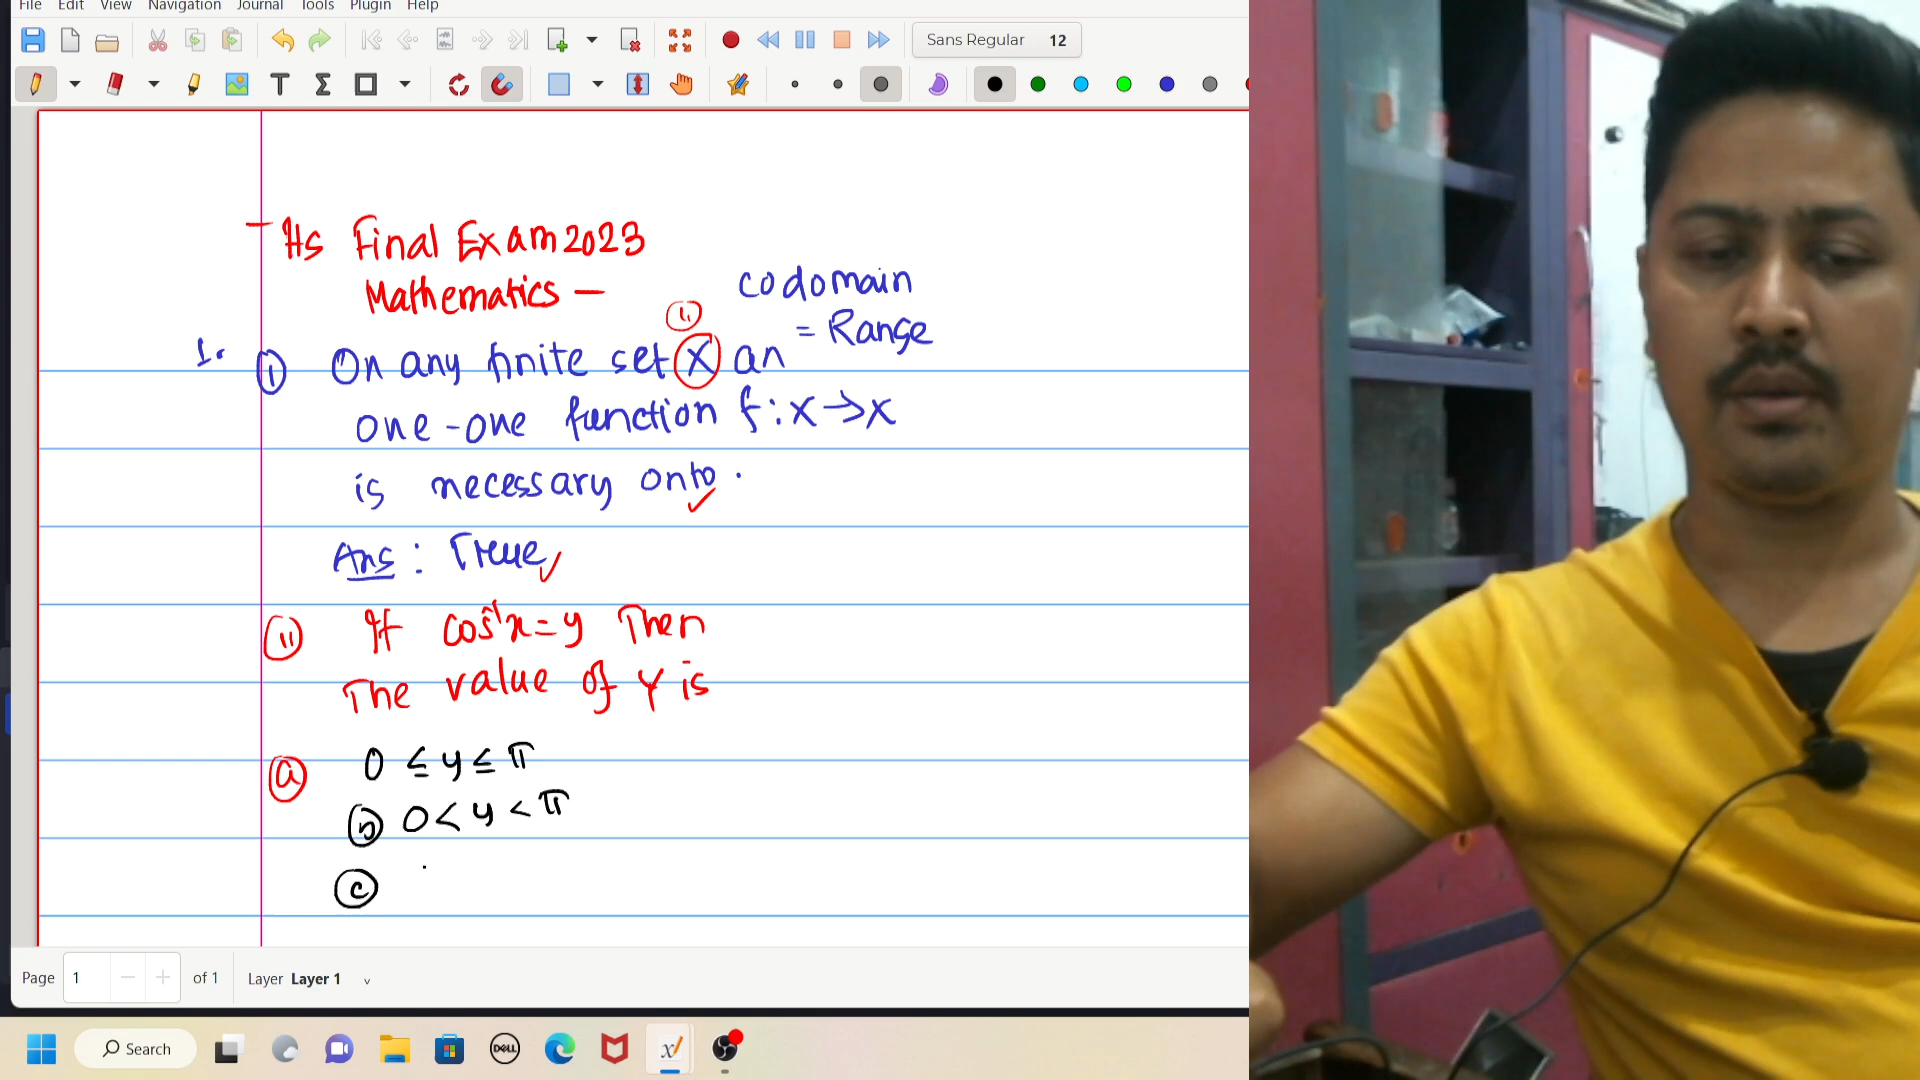 File Edit View Navigation Journal Tools Plugin Help
Sans Regular 12
- Hs Final Exam 2023
Mathematics -
codomain
= Range
(ii)
1. (i) On any finite set X an
one-one function f : X → X
is necessary onto.
Ans : True
(ii) If cos⁻¹x = y Then
The value of Y is
(a) 0 ≤ y ≤ π
(b) 0 < y < π
(c)
Page 1 of 1 Layer Layer 1
Search
DELL